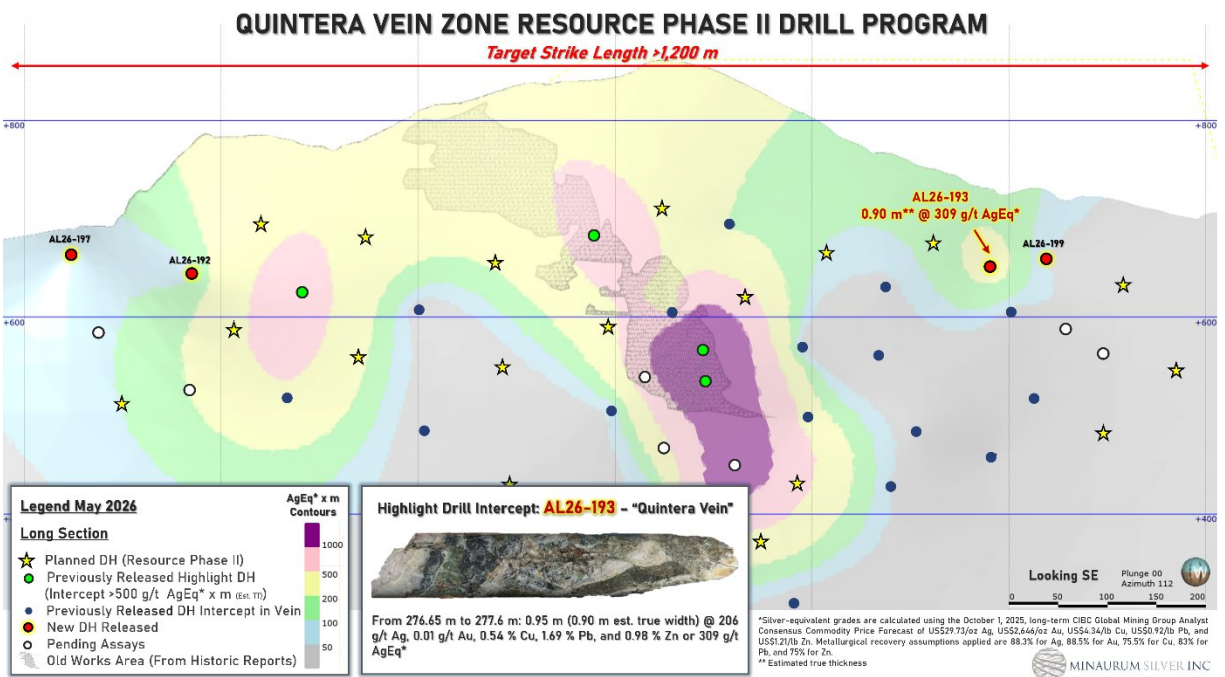 QUINTERA VEIN ZONE RESOURCE PHASE II DRILL PROGRAM
Target Strike Length >1,200 m
+800
+800
AL26-193
0.90 m** @ 309 g/t AgEq*
AL26-197
AL26-192
AL26-199
+600
+600
+400
Legend May 2026
Long Section
Planned DH (Resource Phase II)
Previously Released Highlight DH
(Intercept >500 g/t AgEq* x m (Est. TT)
Previously Released DH Intercept in Vein
New DH Released
Pending Assays
Old Works Area (From Historic Reports)
AgEq* x m
Contours
1000
500
200
100
50
Highlight Drill Intercept: AL26-193 – "Quintera Vein"
From 276.65 m to 277.6 m: 0.95 m (0.90 m est. true width) @ 206
g/t Ag, 0.01 g/t Au, 0.54 % Cu, 1.69 % Pb, and 0.98 % Zn or 309 g/t
AgEq*
Looking SE
Plunge 00
Azimuth 112
0 50 100 150 200
*Silver-equivalent grades are calculated using the October 1, 2025, long-term CIBC Global Mining Group Analyst
Consensus Commodity Price Forecast of US$29.73/oz Ag, US$2,646/oz Au, US$4.34/lb Cu, US$0.92/lb Pb, and
US$1.21/lb Zn. Metallurgical recovery assumptions applied are 88.3% for Ag, 88.5% for Au, 75.5% for Cu, 83% for
Pb, and 75% for Zn.
** Estimated true thickness
MINAURUM SILVER INC